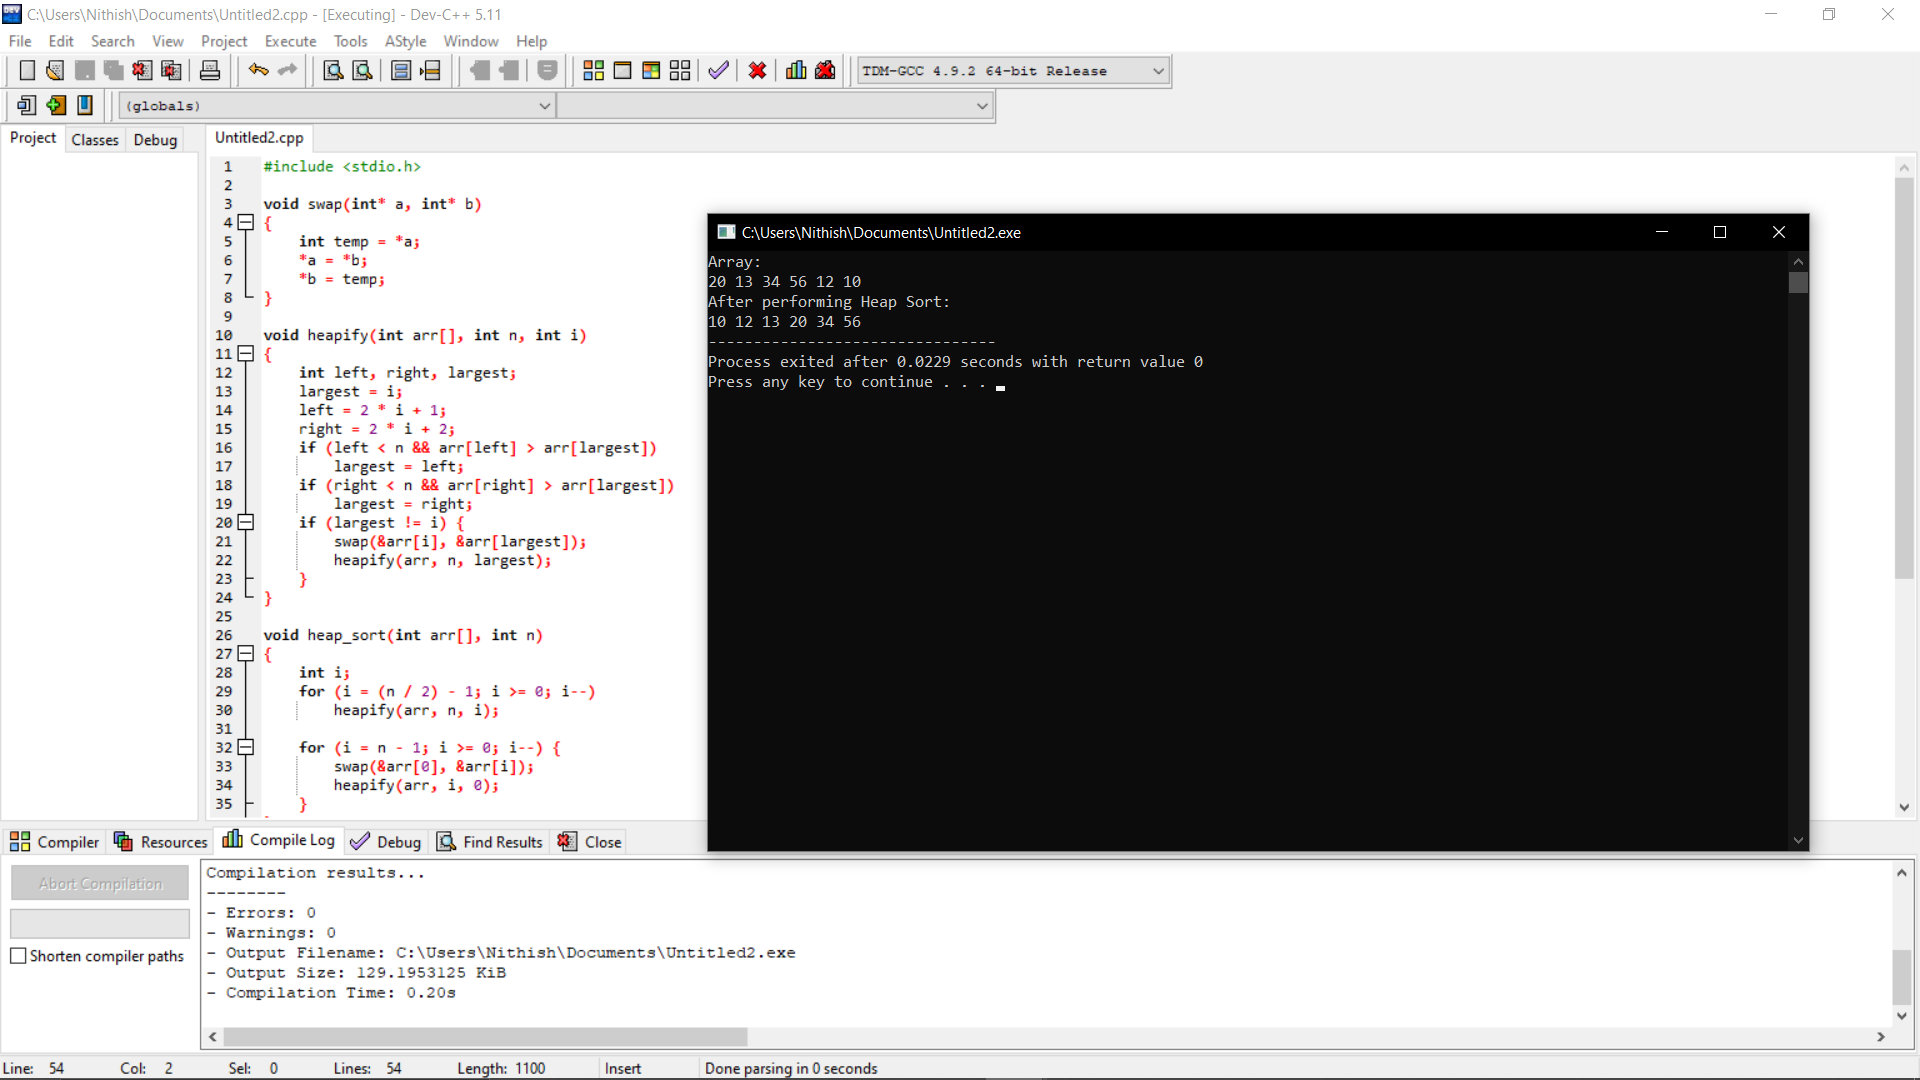 C:\Users\Nithish\Documents\Untitled2.cpp - [Executing] - Dev-C++ 5.11
File Edit Search View Project Execute Tools AStyle Window Help
TDM-GCC 4.9.2 64-bit Release
(globals)
Project Classes Debug
Untitled2.cpp
1 #include <stdio.h>
2
3 void swap(int* a, int* b)
4 {
5     int temp = *a;
6     *a = *b;
7     *b = temp;
8 }
9
10 void heapify(int arr[], int n, int i)
11 {
12     int left, right, largest;
13     largest = i;
14     left = 2 * i + 1;
15     right = 2 * i + 2;
16     if (left < n && arr[left] > arr[largest])
17         largest = left;
18     if (right < n && arr[right] > arr[largest])
19         largest = right;
20     if (largest != i) {
21         swap(&arr[i], &arr[largest]);
22         heapify(arr, n, largest);
23     }
24 }
25
26 void heap_sort(int arr[], int n)
27 {
28     int i;
29     for (i = (n / 2) - 1; i >= 0; i--)
30         heapify(arr, n, i);
31
32     for (i = n - 1; i >= 0; i--) {
33         swap(&arr[0], &arr[i]);
34         heapify(arr, i, 0);
35     }
C:\Users\Nithish\Documents\Untitled2.exe
Array:
20 13 34 56 12 10
After performing Heap Sort:
10 12 13 20 34 56
--------------------------------
Process exited after 0.0229 seconds with return value 0
Press any key to continue . . .
Compiler Resources Compile Log Debug Find Results Close
Abort Compilation
Shorten compiler paths
Compilation results...
--------
- Errors: 0
- Warnings: 0
- Output Filename: C:\Users\Nithish\Documents\Untitled2.exe
- Output Size: 129.1953125 KiB
- Compilation Time: 0.20s
Line: 54 Col: 2 Sel: 0 Lines: 54 Length: 1100 Insert Done parsing in 0 seconds